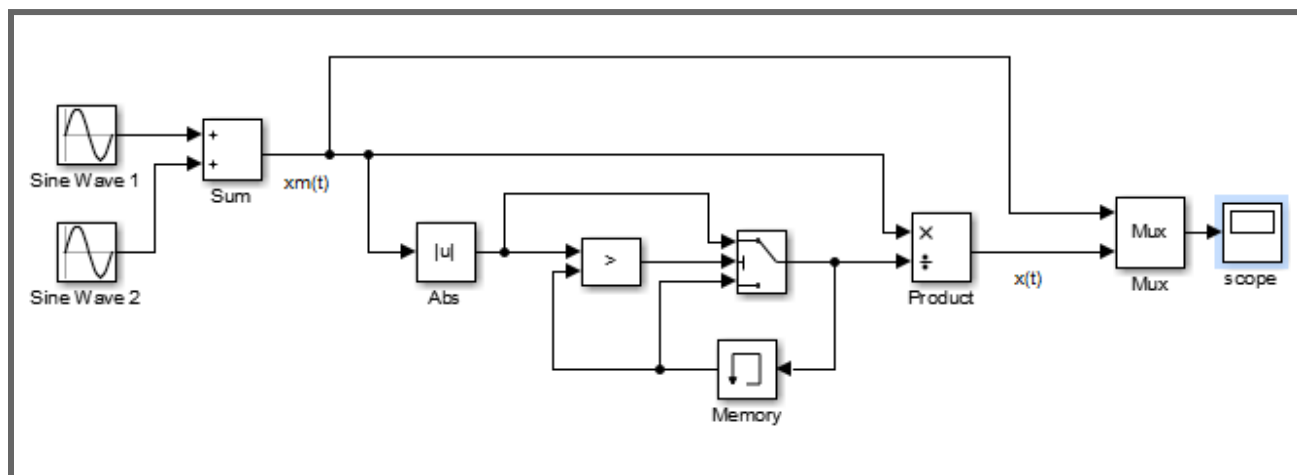 Sine Wave 1
+
+
Sum
xm(t)
Sine Wave 2
|u|
Abs
>
Memory
×
÷
Product
x(t)
Mux
Mux
scope